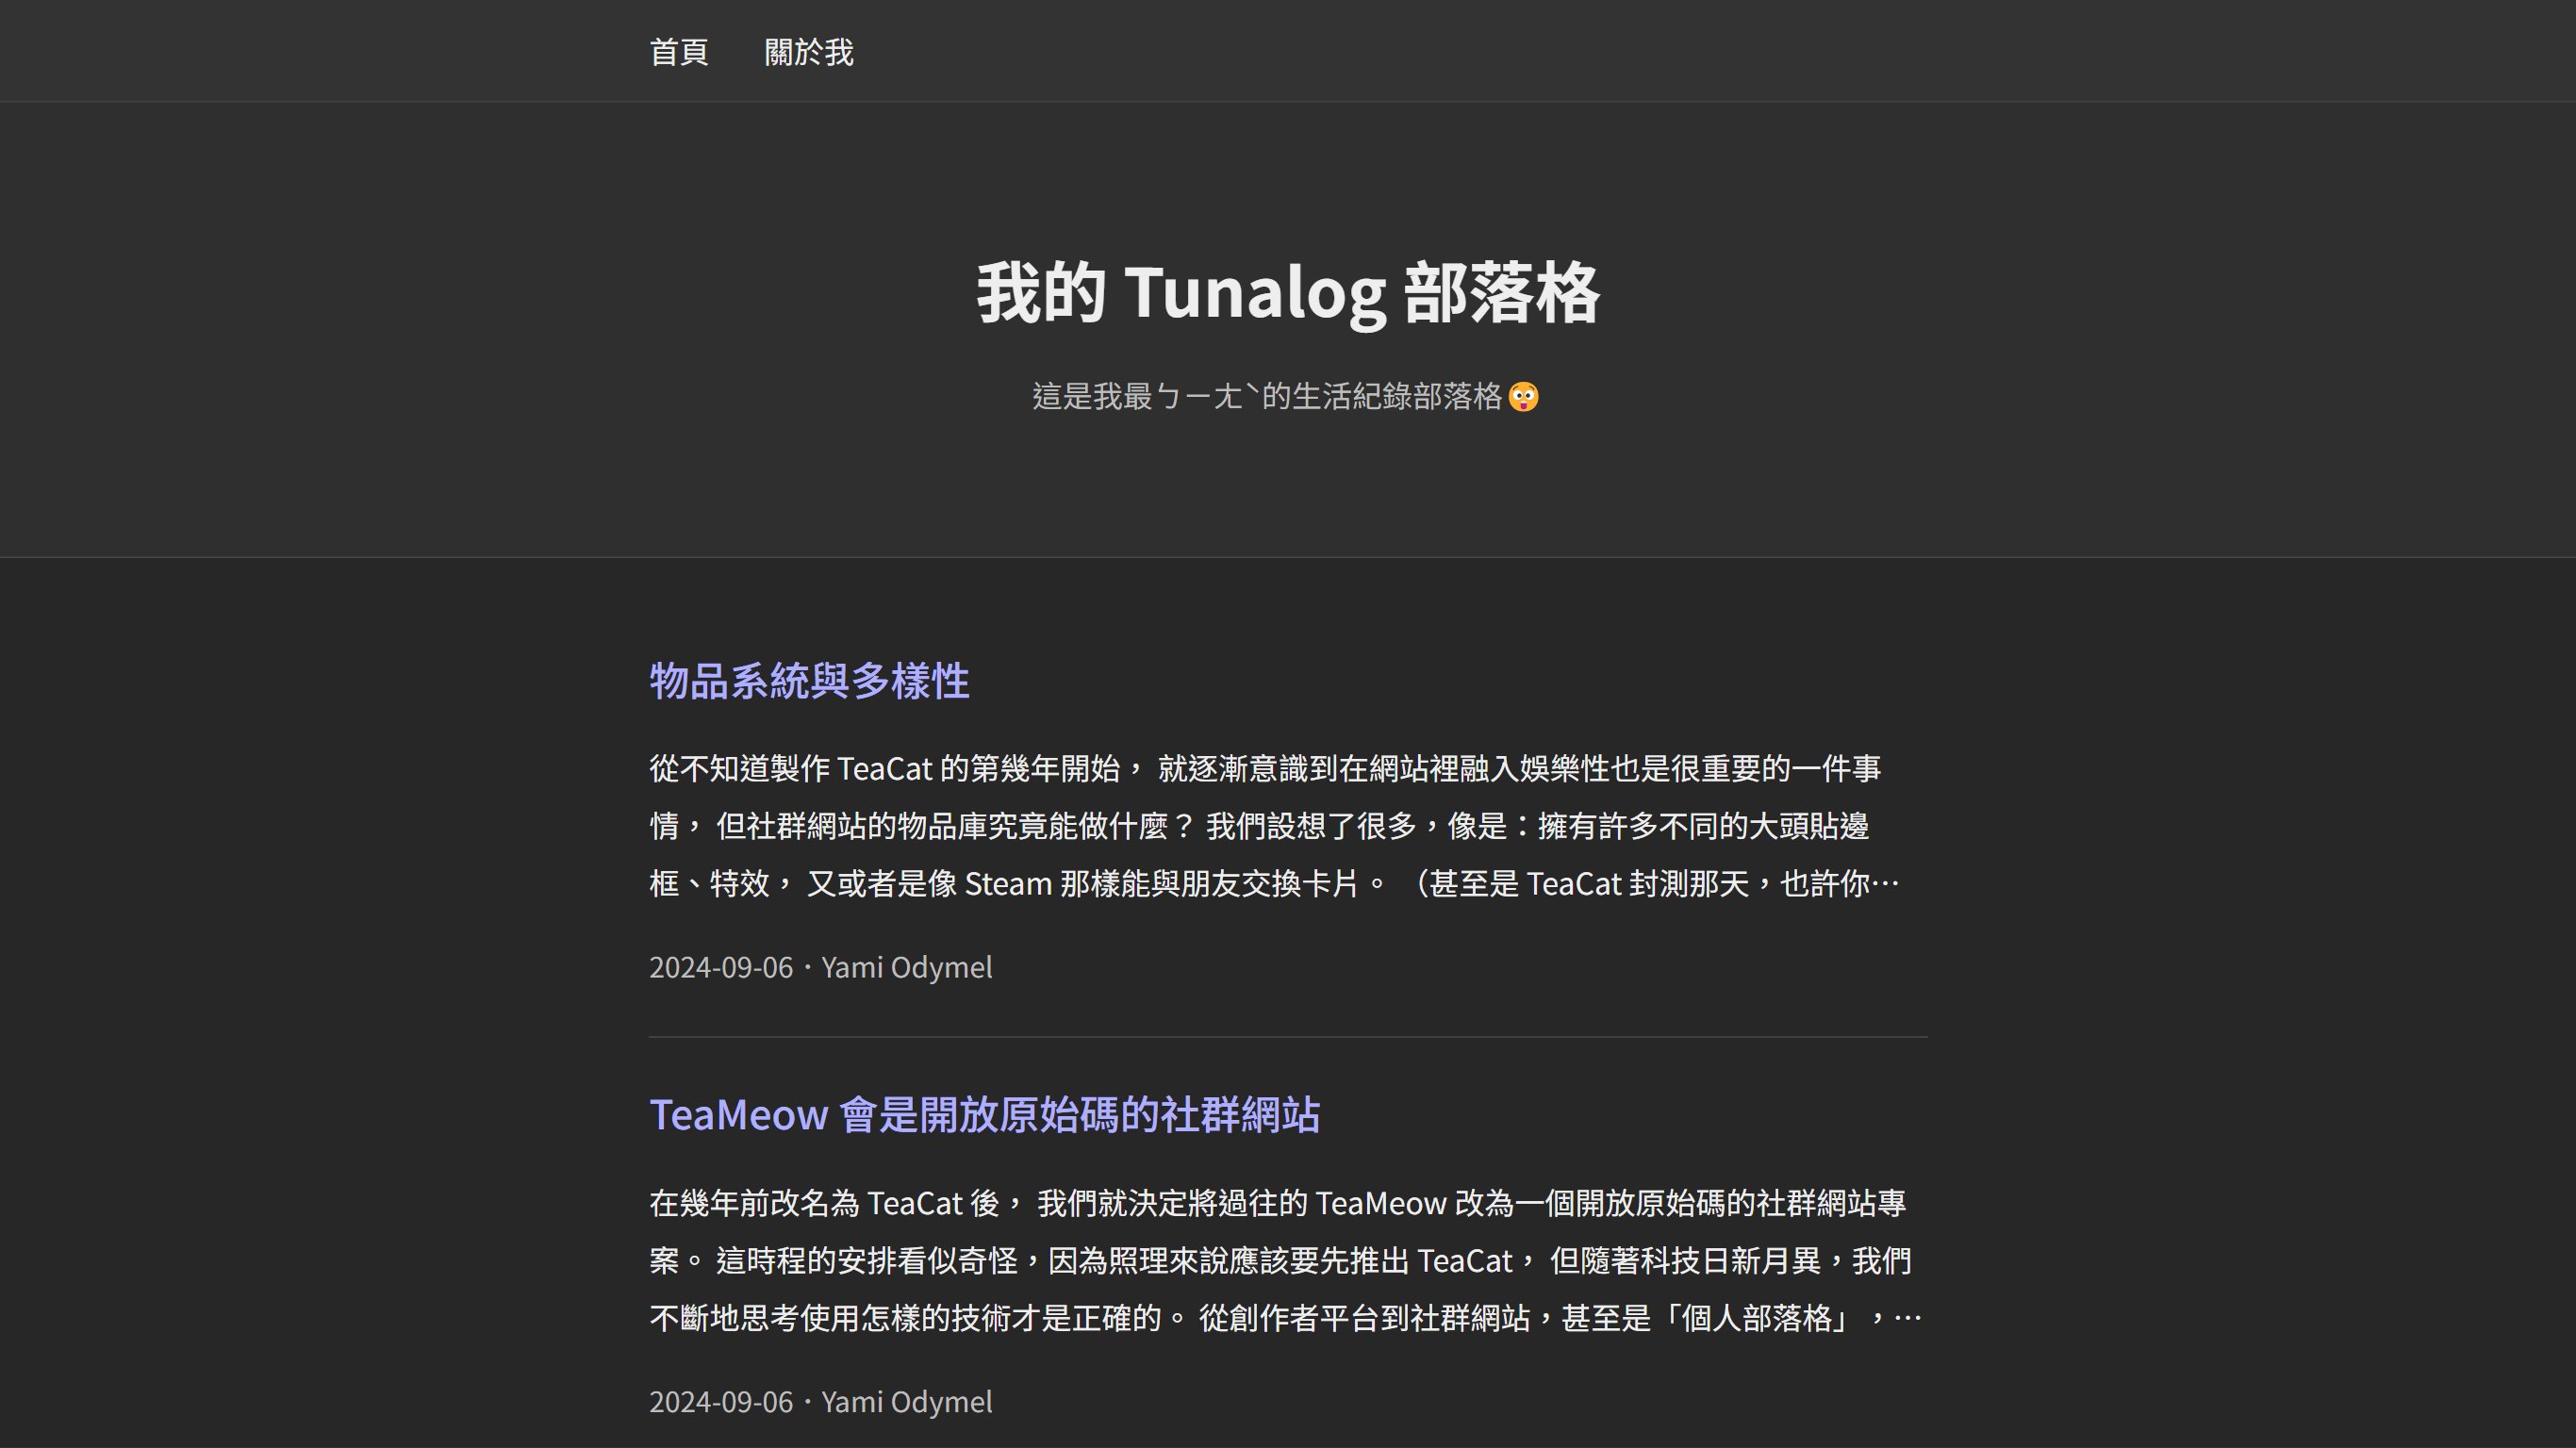 首頁 關於我
我的 Tunalog 部落格
這是我最ㄅㄧㄤˋ的生活紀錄部落格😳
物品系統與多樣性
從不知道製作 TeaCat 的第幾年開始， 就逐漸意識到在網站裡融入娛樂性也是很重要的一件事
情， 但社群網站的物品庫究竟能做什麼？ 我們設想了很多，像是：擁有許多不同的大頭貼邊
框、特效， 又或者是像 Steam 那樣能與朋友交換卡片。 （甚至是 TeaCat 封測那天，也許你…
2024-09-06・Yami Odymel
TeaMeow 會是開放原始碼的社群網站
在幾年前改名為 TeaCat 後， 我們就決定將過往的 TeaMeow 改為一個開放原始碼的社群網站專
案。 這時程的安排看似奇怪，因為照理來說應該要先推出 TeaCat， 但隨著科技日新月異，我們
不斷地思考使用怎樣的技術才是正確的。 從創作者平台到社群網站，甚至是「個人部落格」，…
2024-09-06・Yami Odymel